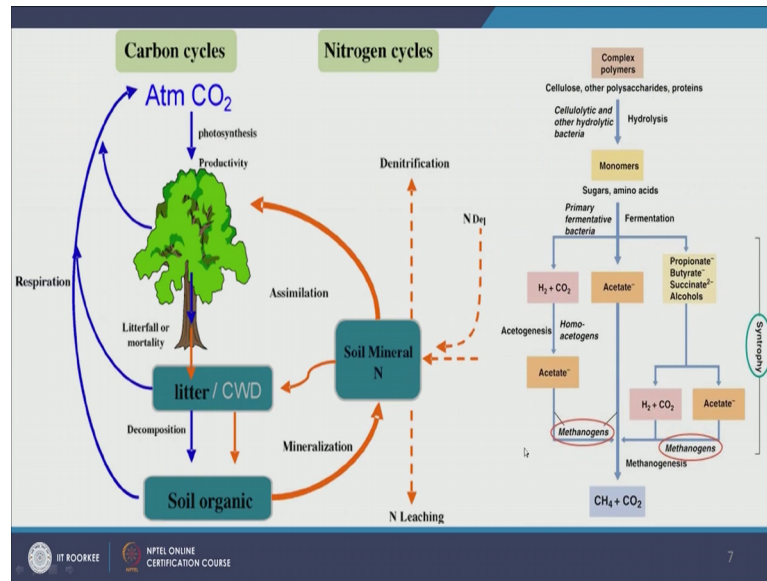 Carbon cycles
Nitrogen cycles
Atm CO₂
photosynthesis
Productivity
Respiration
Litterfall or
mortality
litter / CWD
Decomposition
Soil organic
Mineralization
Assimilation
Denitrification
N De
Soil Mineral
N
N Leaching
Complex
polymers
Cellulose, other polysaccharides, proteins
Cellulolytic and
other hydrolytic
bacteria
Hydrolysis
Monomers
Sugars, amino acids
Primary
fermentative
bacteria
Fermentation
H₂ + CO₂
Acetate⁻
Propionate⁻
Butyrate⁻
Succinate²⁻
Alcohols
Acetogenesis
Homo-
acetogens
Acetate⁻
H₂ + CO₂
Acetate⁻
Methanogens
Methanogens
Methanogenesis
CH₄ + CO₂
Syntrophy
IIT ROORKEE
NPTEL ONLINE
CERTIFICATION COURSE
7